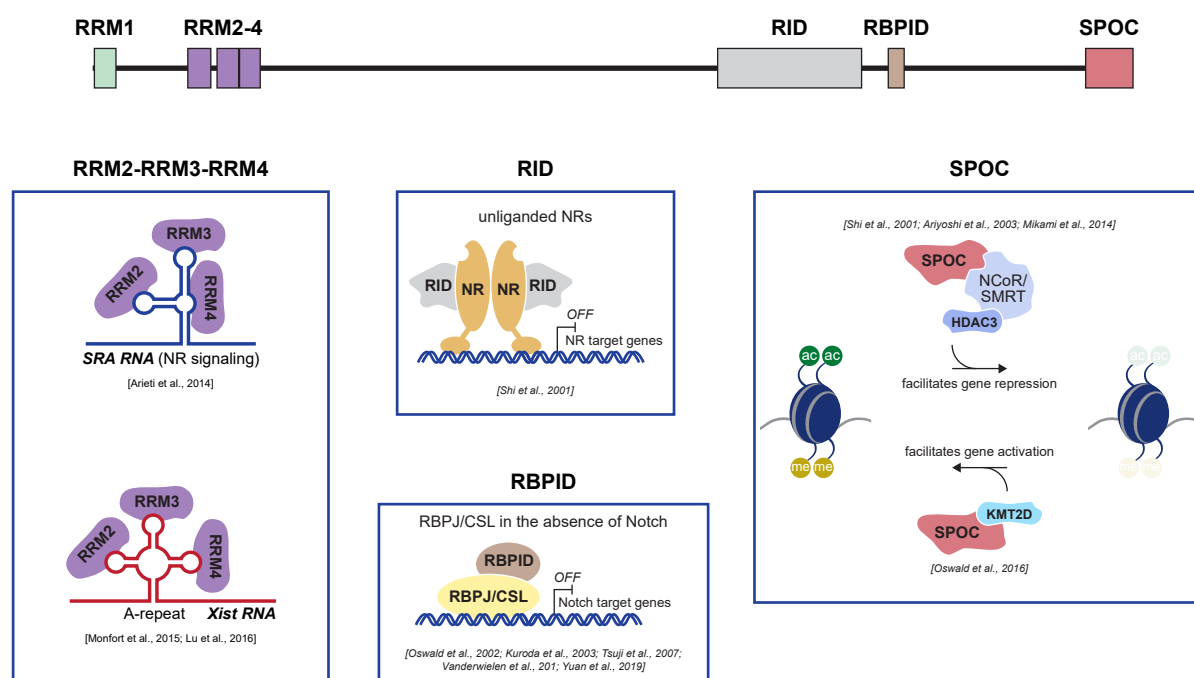 RRM1 RRM2-4 RID RBPID SPOC
RRM2-RRM3-RRM4
RRM3
RRM2
RRM4
SRA RNA (NR signaling)
[Arieti et al., 2014]
RRM3
RRM2
RRM4
A-repeat Xist RNA
[Monfort et al., 2015; Lu et al., 2016]
RID
unliganded NRs
RID NR NR RID
OFF
NR target genes
[Shi et al., 2001]
RBPID
RBPJ/CSL in the absence of Notch
RBPID
OFF
RBPJ/CSL
Notch target genes
[Oswald et al., 2002; Kuroda et al., 2003; Tsuji et al., 2007;
Vanderwielen et al., 201; Yuan et al., 2019]
SPOC
[Shi et al., 2001; Ariyoshi et al., 2003; Mikami et al., 2014]
SPOC
NCoR/
SMRT
HDAC3
ac ac
ac ac
facilitates gene repression
facilitates gene activation
me me
me me
KMT2D
SPOC
[Oswald et al., 2016]